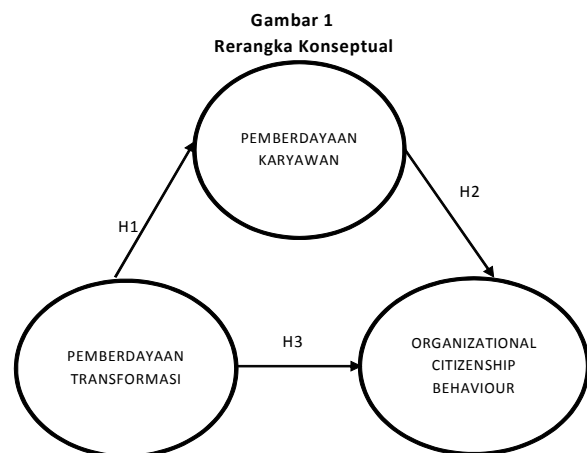 Gambar 1
Rerangka Konseptual
PEMBERDAYAAN
KARYAWAN
H1
H2
PEMBERDAYAAN
TRANSFORMASI
H3
ORGANIZATIONAL
CITIZENSHIP
BEHAVIOUR